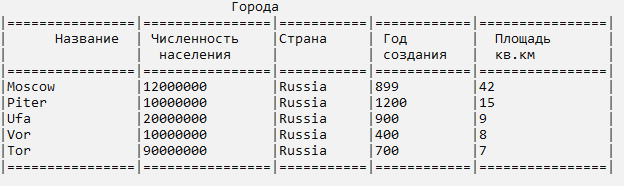 Города
|================|================|===========|============|================|
| Название | Численность |Страна | Год | Площадь |
| | населения | | создания | кв.км |
|================|================|===========|============|================|
|Moscow |12000000 |Russia |899 |42 |
|Piter |10000000 |Russia |1200 |15 |
|Ufa |20000000 |Russia |900 |9 |
|Vor |10000000 |Russia |400 |8 |
|Tor |90000000 |Russia |700 |7 |
|================|================|===========|============|================|